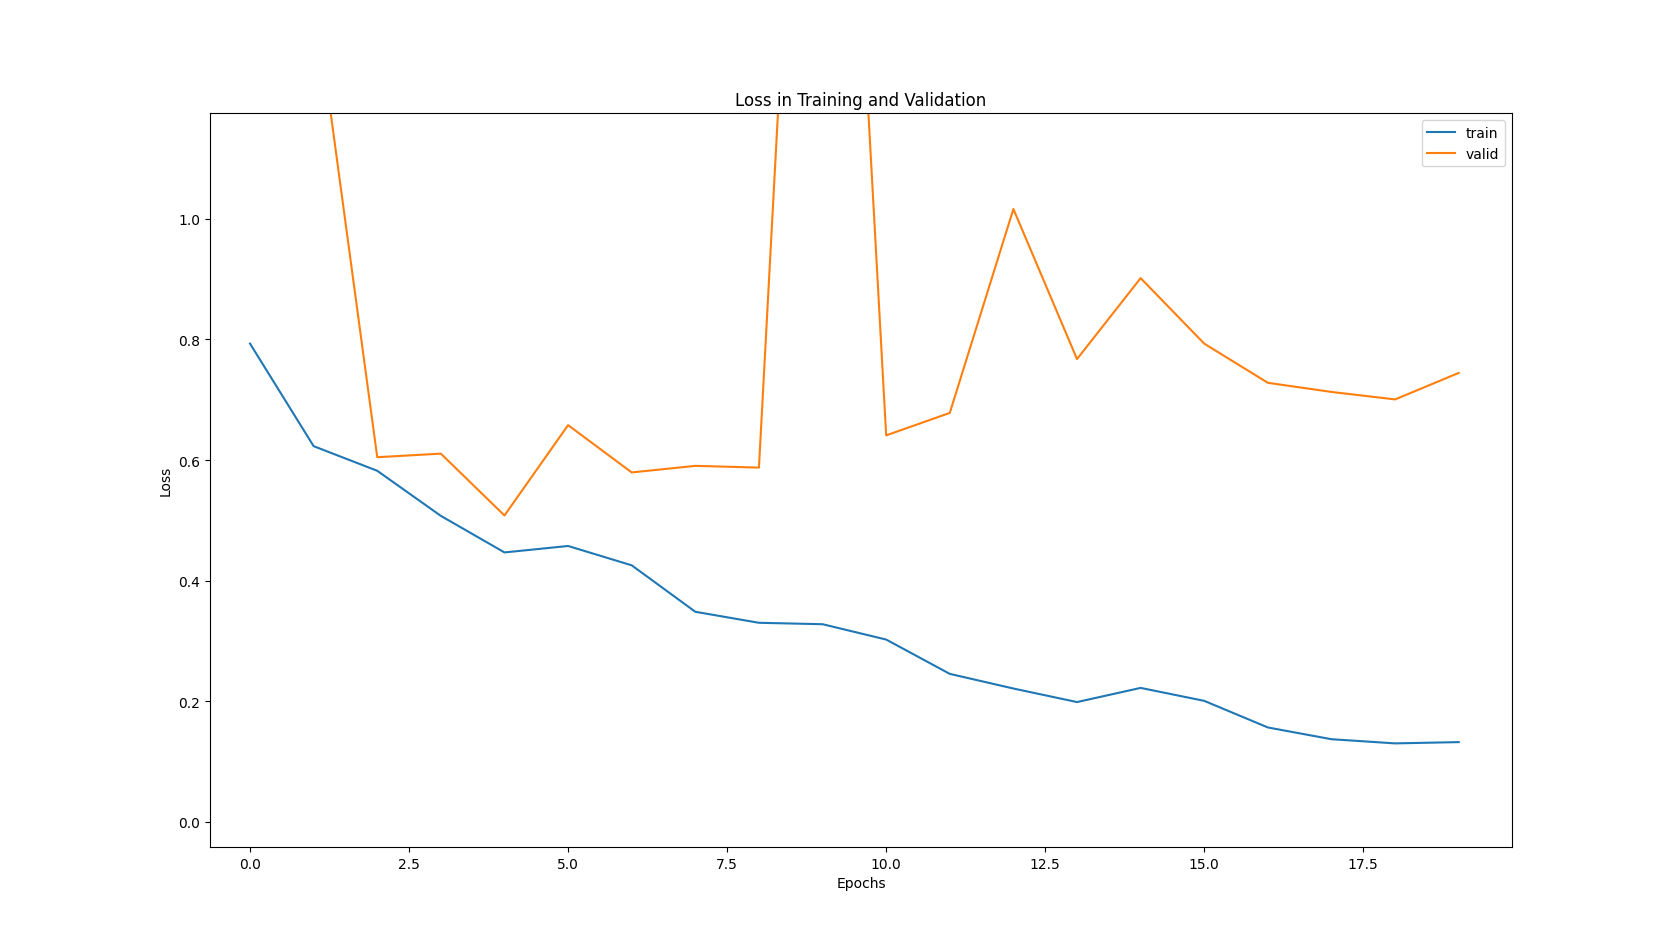 Loss in Training and Validation
train
valid
1.0
0.8
0.6
0.4
0.2
0.0
Loss
0.0 2.5 5.0 7.5 10.0 12.5 15.0 17.5
Epochs